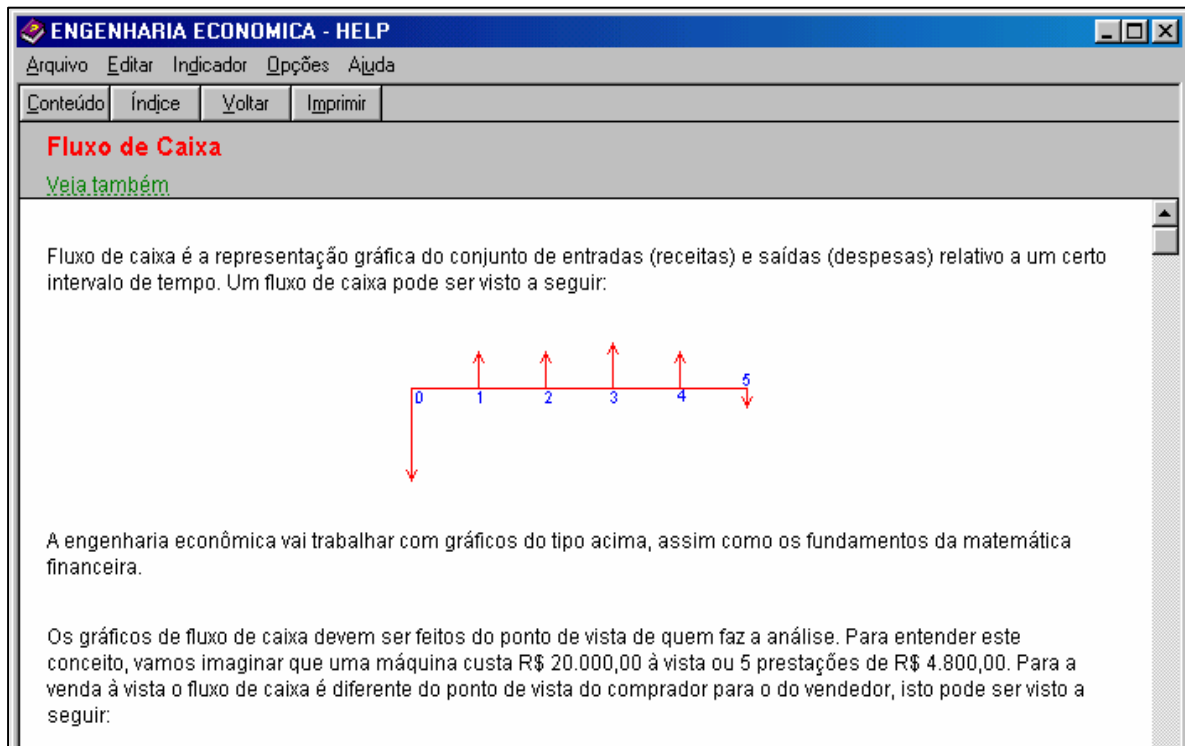 ENGENHARIA ECONOMICA - HELP
Arquivo Editar Indicador Opções Ajuda
Conteúdo Índice Voltar Imprimir
Fluxo de Caixa
Veja também
Fluxo de caixa é a representação gráfica do conjunto de entradas (receitas) e saídas (despesas) relativo a um certo
intervalo de tempo. Um fluxo de caixa pode ser visto a seguir:
0 1 2 3 4 5
A engenharia econômica vai trabalhar com gráficos do tipo acima, assim como os fundamentos da matemática
financeira.
Os gráficos de fluxo de caixa devem ser feitos do ponto de vista de quem faz a análise. Para entender este
conceito, vamos imaginar que uma máquina custa R$ 20.000,00 à vista ou 5 prestações de R$ 4.800,00. Para a
venda à vista o fluxo de caixa é diferente do ponto de vista do comprador para o do vendedor, isto pode ser visto a
seguir: